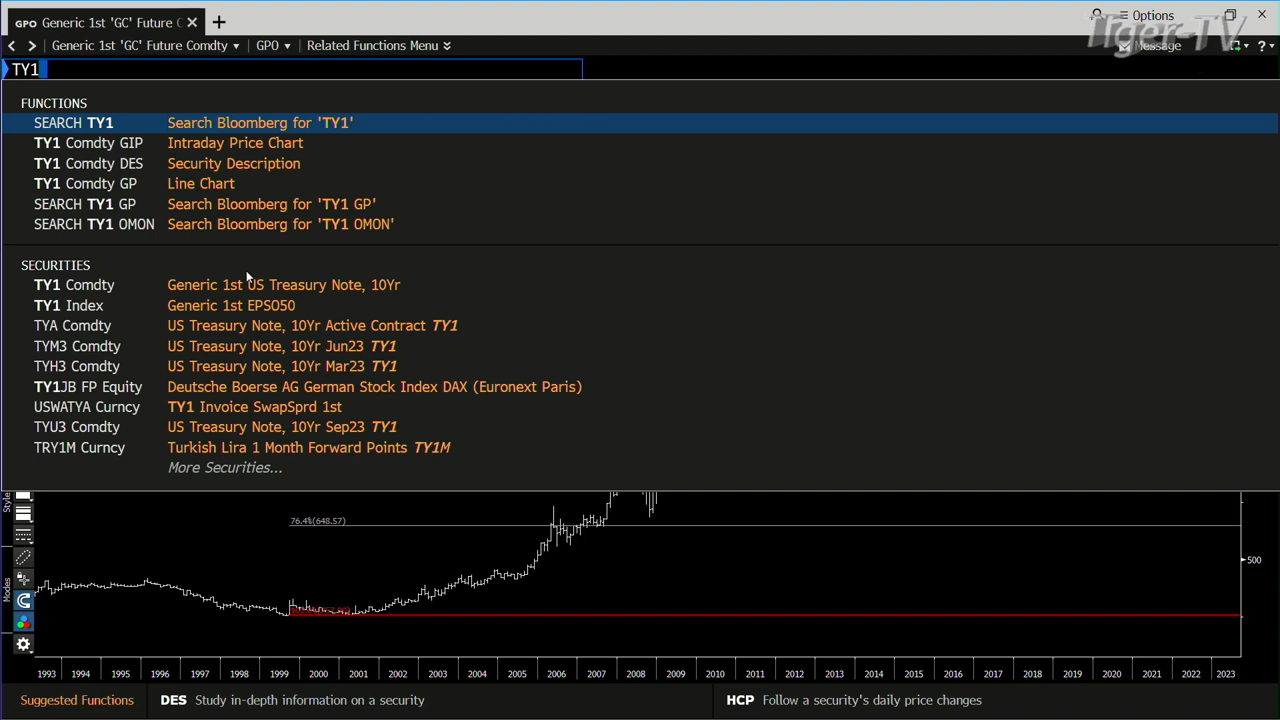 GPO Generic 1st 'GC' Future C
Options
Tiger-TV
Generic 1st 'GC' Future Comdty
GPO
Related Functions Menu
Message
?
TY1
FUNCTIONS
SEARCH TY1 Search Bloomberg for 'TY1'
TY1 Comdty GIP Intraday Price Chart
TY1 Comdty DES Security Description
TY1 Comdty GP Line Chart
SEARCH TY1 GP Search Bloomberg for 'TY1 GP'
SEARCH TY1 OMON Search Bloomberg for 'TY1 OMON'
SECURITIES
TY1 Comdty Generic 1st US Treasury Note, 10Yr
TY1 Index Generic 1st EPSO50
TYA Comdty US Treasury Note, 10Yr Active Contract TY1
TYM3 Comdty US Treasury Note, 10Yr Jun23 TY1
TYH3 Comdty US Treasury Note, 10Yr Mar23 TY1
TY1JB FP Equity Deutsche Boerse AG German Stock Index DAX (Euronext Paris)
USWATYA Curncy TY1 Invoice SwapSprd 1st
TYU3 Comdty US Treasury Note, 10Yr Sep23 TY1
TRY1M Curncy Turkish Lira 1 Month Forward Points TY1M
More Securities...
Style
76.4%(648.57)
500
Modes
1993 1994 1995 1996 1997 1998 1999 2000 2001 2002 2003 2004 2005 2006 2007 2008 2009 2010 2011 2012 2013 2014 2015 2016 2017 2018 2019 2020 2021 2022 2023
Suggested Functions DES Study in-depth information on a security HCP Follow a security's daily price changes